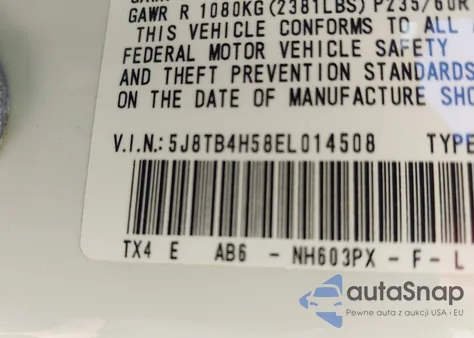 GAWR R 1080KG(2381LBS) P235/60R
THIS VEHICLE CONFORMS TO ALL
FEDERAL MOTOR VEHICLE SAFETY
AND THEFT PREVENTION STANDARDS
ON THE DATE OF MANUFACTURE SHO
V.I.N.: 5J8TB4H58EL014508 TYPE
TX4 E AB6 - NH603PX - F - L
autaSnap
Pewne auta z aukcji USA · EU